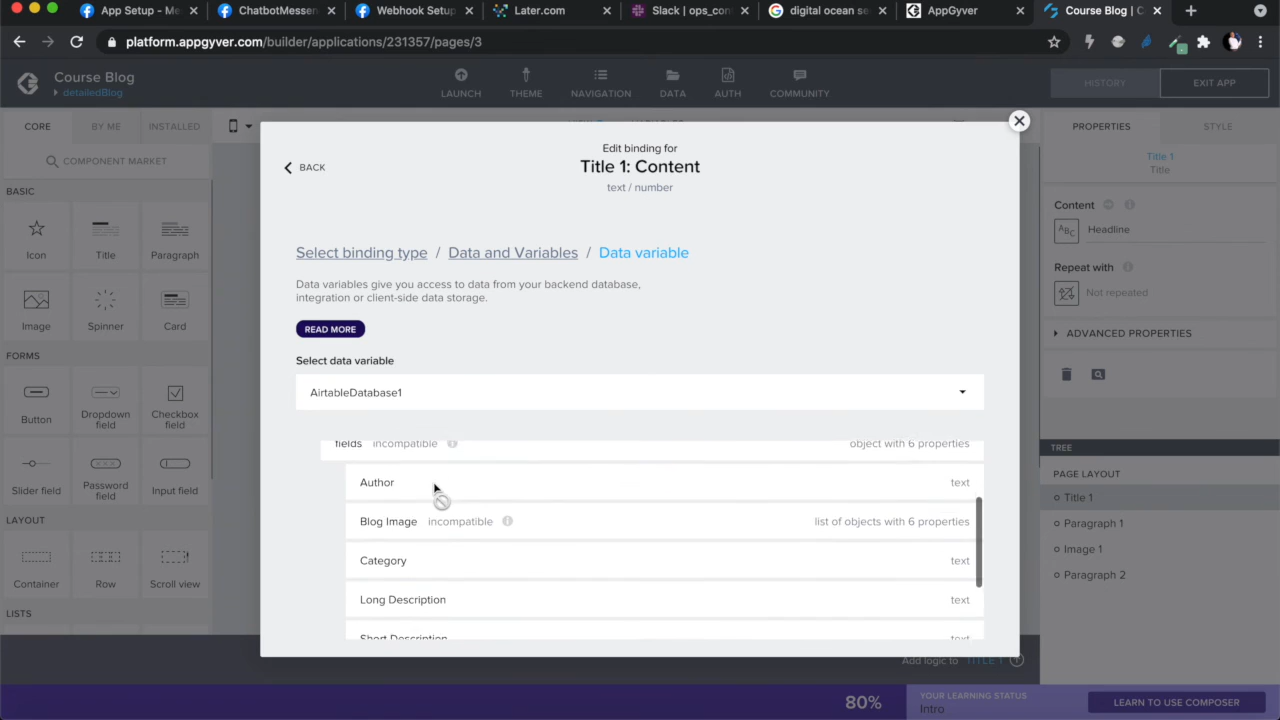 App Setup - Me
ChatbotMessen
Webhook Setup
Later.com
Slack | ops_con
digital ocean se
AppGyver
Course Blog | C
platform.appgyver.com/builder/applications/231357/pages/3
Course Blog
detailedBlog
LAUNCH
THEME
NAVIGATION
DATA
AUTH
COMMUNITY
HISTORY
EXIT APP
CORE
BY ME
INSTALLED
COMPONENT MARKET
BASIC
Icon
Title
Paragraph
Image
Spinner
Card
FORMS
Button
Dropdown field
Checkbox field
Slider field
Password field
Input field
LAYOUT
Container
Row
Scroll view
LISTS
BACK
Edit binding for
Title 1: Content
text / number
Select binding type / Data and Variables / Data variable
Data variables give you access to data from your backend database,
integration or client-side data storage.
READ MORE
Select data variable
AirtableDatabase1
fields incompatible object with 6 properties
Author text
Blog Image incompatible list of objects with 6 properties
Category text
Long Description text
Short Description text
PROPERTIES
STYLE
Title 1
Title
Content
ABC
Headline
Repeat with
Not repeated
ADVANCED PROPERTIES
TREE
PAGE LAYOUT
Title 1
Paragraph 1
Image 1
Paragraph 2
Add logic to TITLE 1
80%
YOUR LEARNING STATUS
Intro
LEARN TO USE COMPOSER